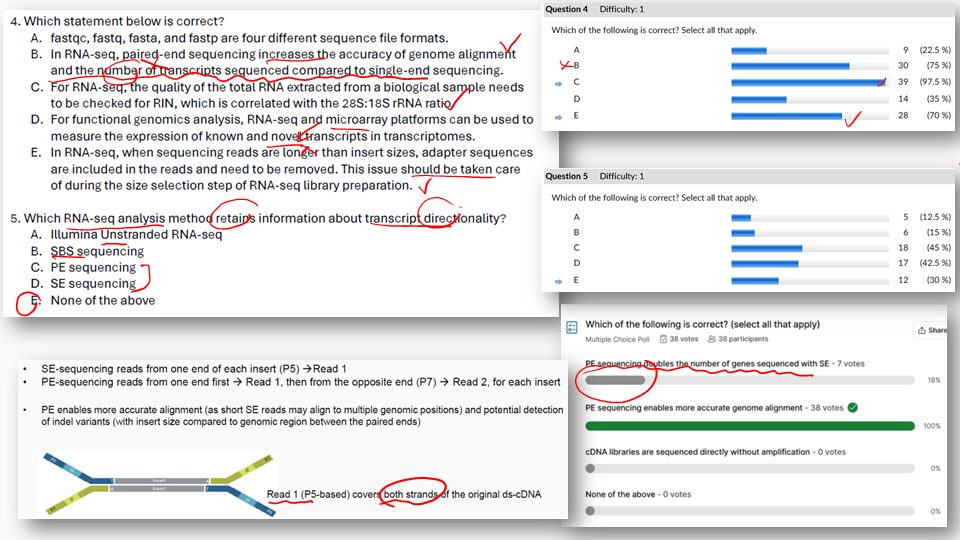 4. Which statement below is correct?
A. fastqc, fastq, fasta, and fastp are four different sequence file formats.
B. In RNA-seq, paired-end sequencing increases the accuracy of genome alignment
and the number of transcripts sequenced compared to single-end sequencing.
C. For RNA-seq, the quality of the total RNA extracted from a biological sample needs
to be checked for RIN, which is correlated with the 28S:18S rRNA ratio.
D. For functional genomics analysis, RNA-seq and microarray platforms can be used to
measure the expression of known and novel transcripts in transcriptomes.
E. In RNA-seq, when sequencing reads are longer than insert sizes, adapter sequences
are included in the reads and need to be removed. This issue should be taken care
of during the size selection step of RNA-seq library preparation.
5. Which RNA-seq analysis method retains information about transcript directionality?
A. Illumina Unstranded RNA-seq
B. SBS sequencing
C. PE sequencing
D. SE sequencing
E. None of the above
Question 4 Difficulty: 1
Which of the following is correct? Select all that apply.
A 9 (22.5 %)
B 30 (75 %)
C 39 (97.5 %)
D 14 (35 %)
E 28 (70 %)
Question 5 Difficulty: 1
Which of the following is correct? Select all that apply.
A 5 (12.5 %)
B 6 (15 %)
C 18 (45 %)
D 17 (42.5 %)
E 12 (30 %)
Which of the following is correct? (select all that apply)
Multiple Choice Poll 38 votes 38 participants
Share
PE sequencing doubles the number of genes sequenced with SE - 7 votes
18%
PE sequencing enables more accurate genome alignment - 38 votes
100%
cDNA libraries are sequenced directly without amplification - 0 votes
0%
None of the above - 0 votes
0%
• SE-sequencing reads from one end of each insert (P5) →Read 1
• PE-sequencing reads from one end first → Read 1, then from the opposite end (P7) → Read 2, for each insert
• PE enables more accurate alignment (as short SE reads may align to multiple genomic positions) and potential detection
of indel variants (with insert size compared to genomic region between the paired ends)
Insert
Insert
Read 1 (P5-based) covers both strands of the original ds-cDNA